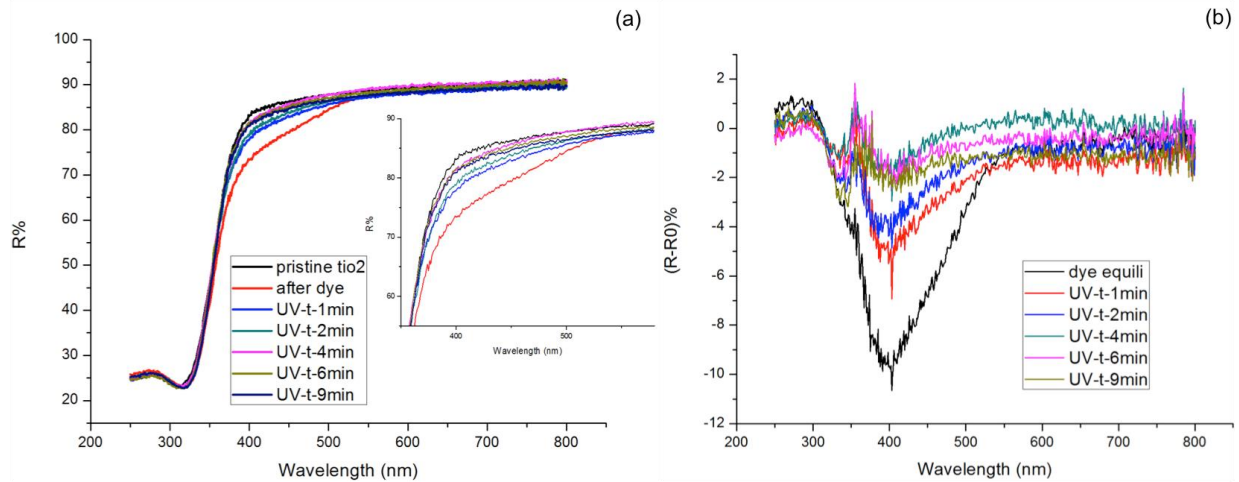 (a)
100
90
80
70
60
50
40
30
20
R%
200 300 400 500 600 700 800
Wavelength (nm)
pristine tio2
after dye
UV-t-1min
UV-t-2min
UV-t-4min
UV-t-6min
UV-t-9min
90
80
70
60
R%
400 500
Wavelength (nm)
(b)
2
0
-2
-4
-6
-8
-10
-12
(R-R0)%
200 300 400 500 600 700 800
Wavelength (nm)
dye equili
UV-t-1min
UV-t-2min
UV-t-4min
UV-t-6min
UV-t-9min